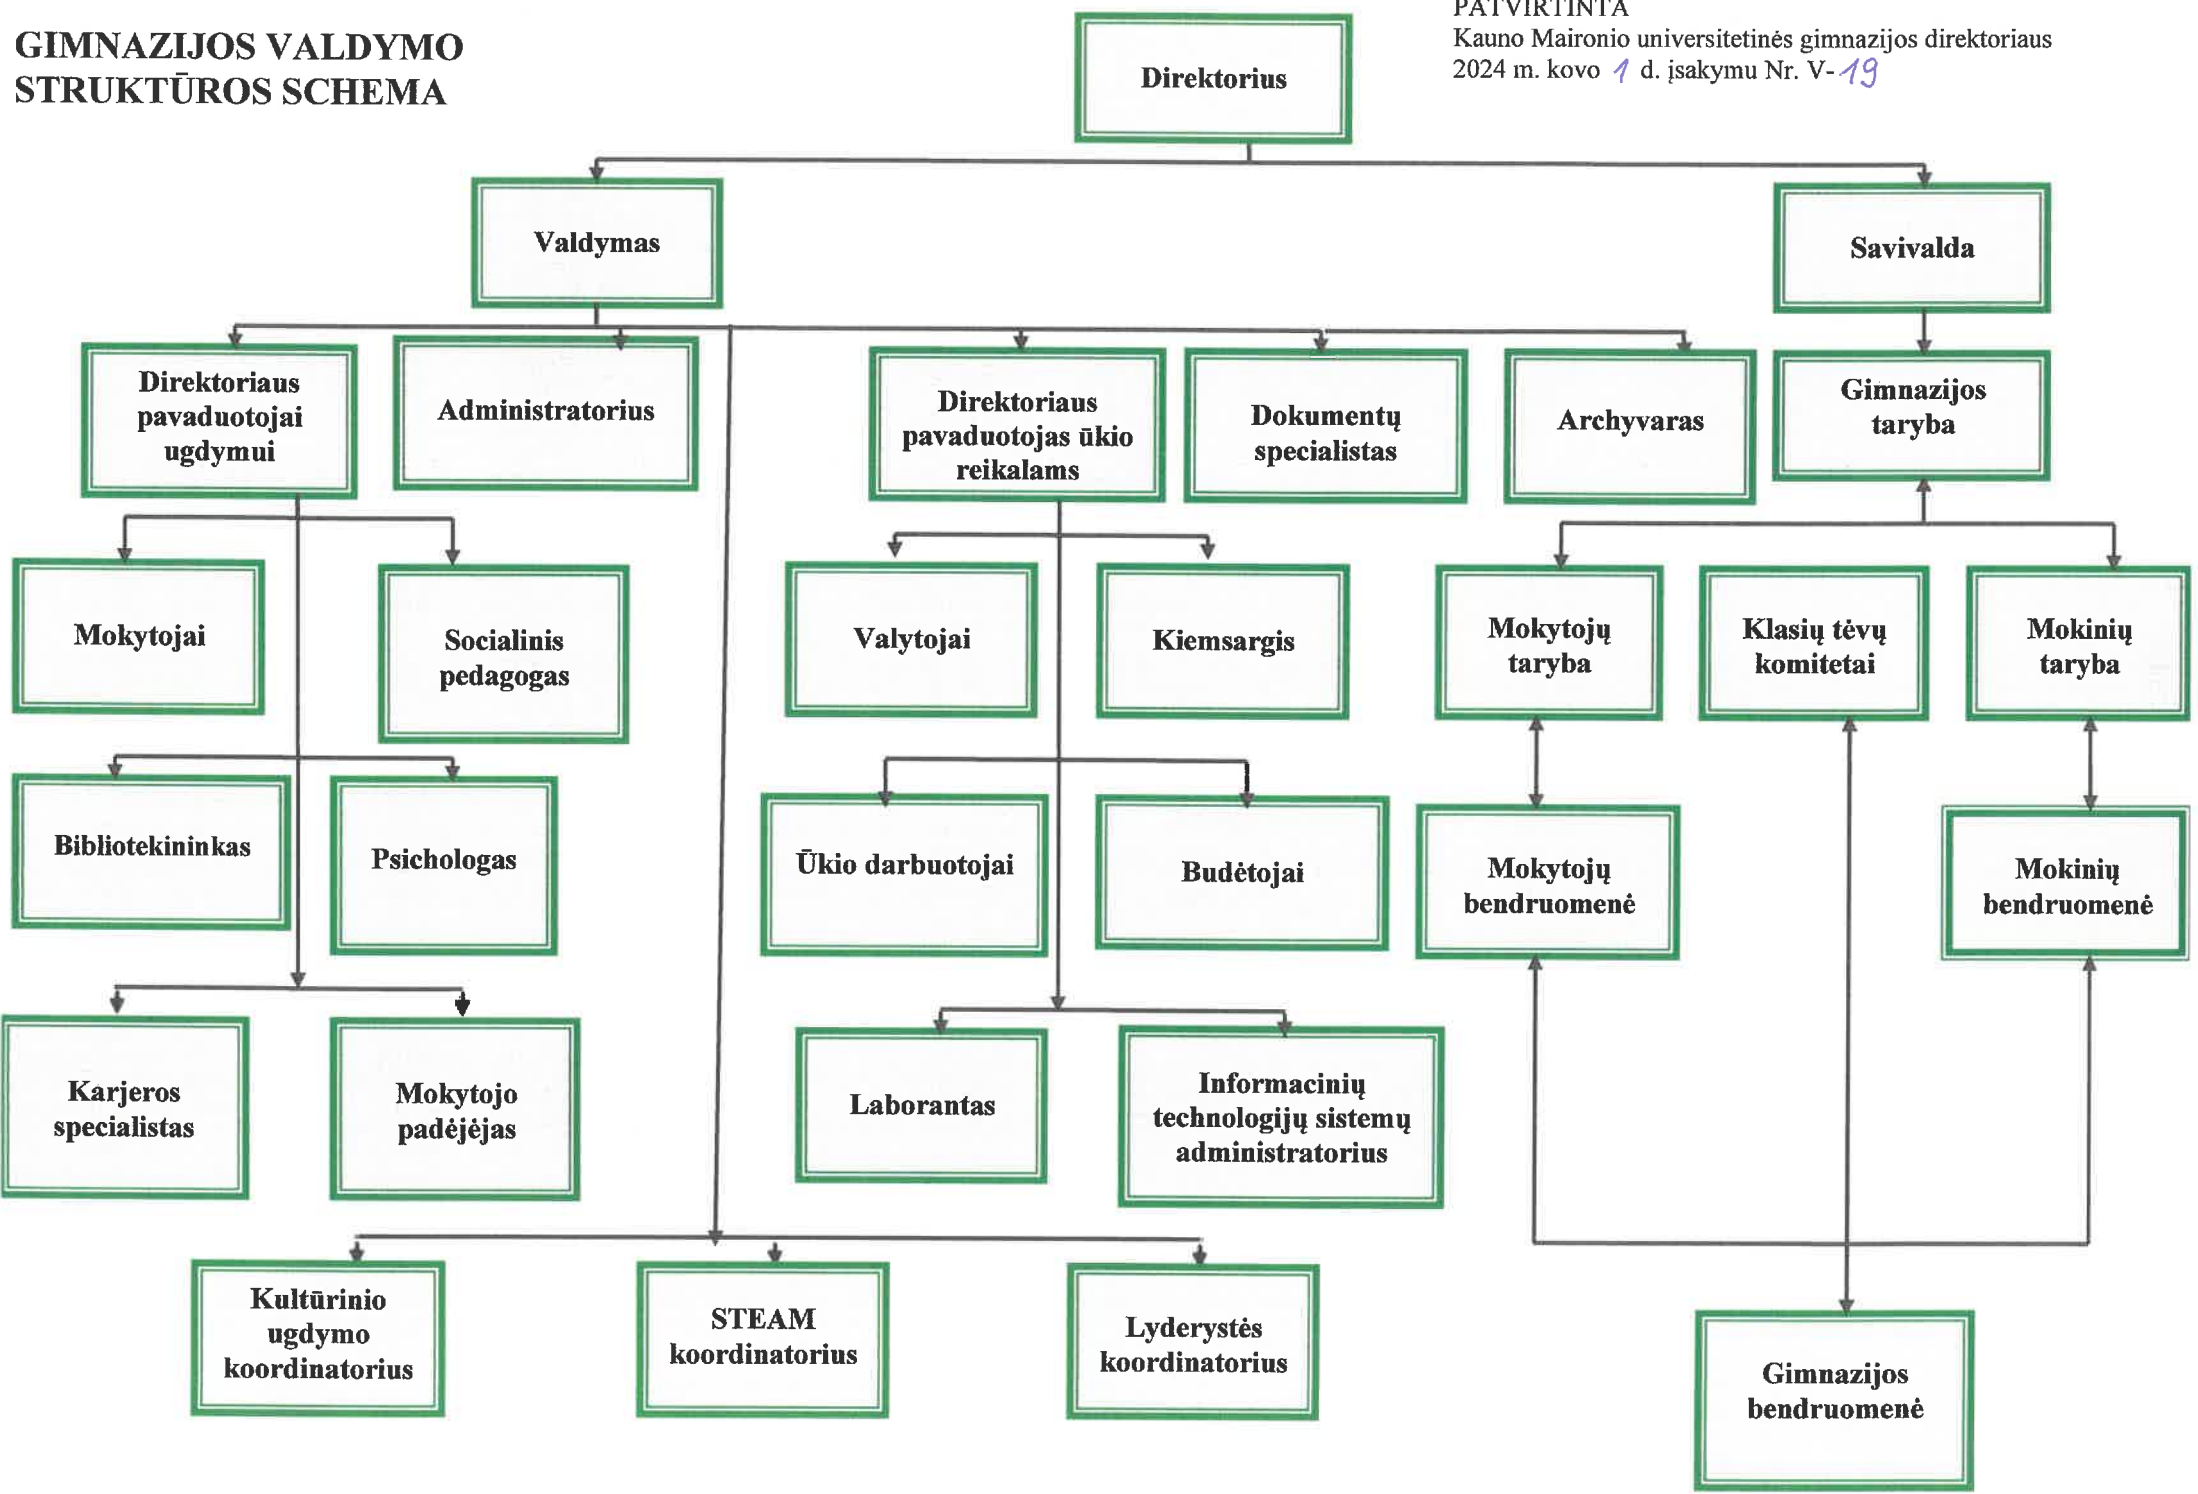 PATVIRTINTA
GIMNAZIJOS VALDYMO
STRUKTŪROS SCHEMA
Kauno Maironio universitetinės gimnazijos direktoriaus
2024 m. kovo 1 d. įsakymu Nr. V-19
Direktorius
Valdymas
Savivalda
Direktoriaus
pavaduotojai
ugdymui
Administratorius
Direktoriaus
pavaduotojas ūkio
reikalams
Dokumentų
specialistas
Archyvaras
Gimnazijos
taryba
Mokytojai
Socialinis
pedagogas
Valytojai
Kiemsargis
Mokytojų
taryba
Klasių tėvų
komitetai
Mokinių
taryba
Bibliotekininkas
Psichologas
Ūkio darbuotojai
Budėtojai
Mokytojų
bendruomenė
Mokinių
bendruomenė
Karjeros
specialistas
Mokytojo
padėjėjas
Laborantas
Informacinių
technologijų sistemų
administratorius
Kultūrinio
ugdymo
koordinatorius
STEAM
koordinatorius
Lyderystės
koordinatorius
Gimnazijos
bendruomenė